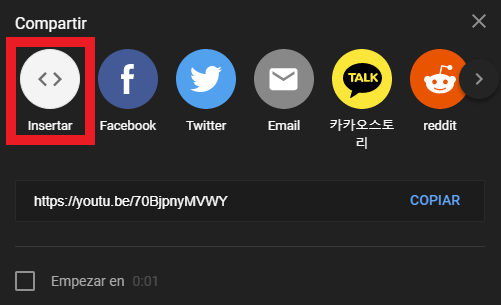 Compartir
Insertar
Facebook
Twitter
Email
TALK
카카오스토
리
reddit
https://youtu.be/70BjpnyMVWY
COPIAR
Empezar en 0:01